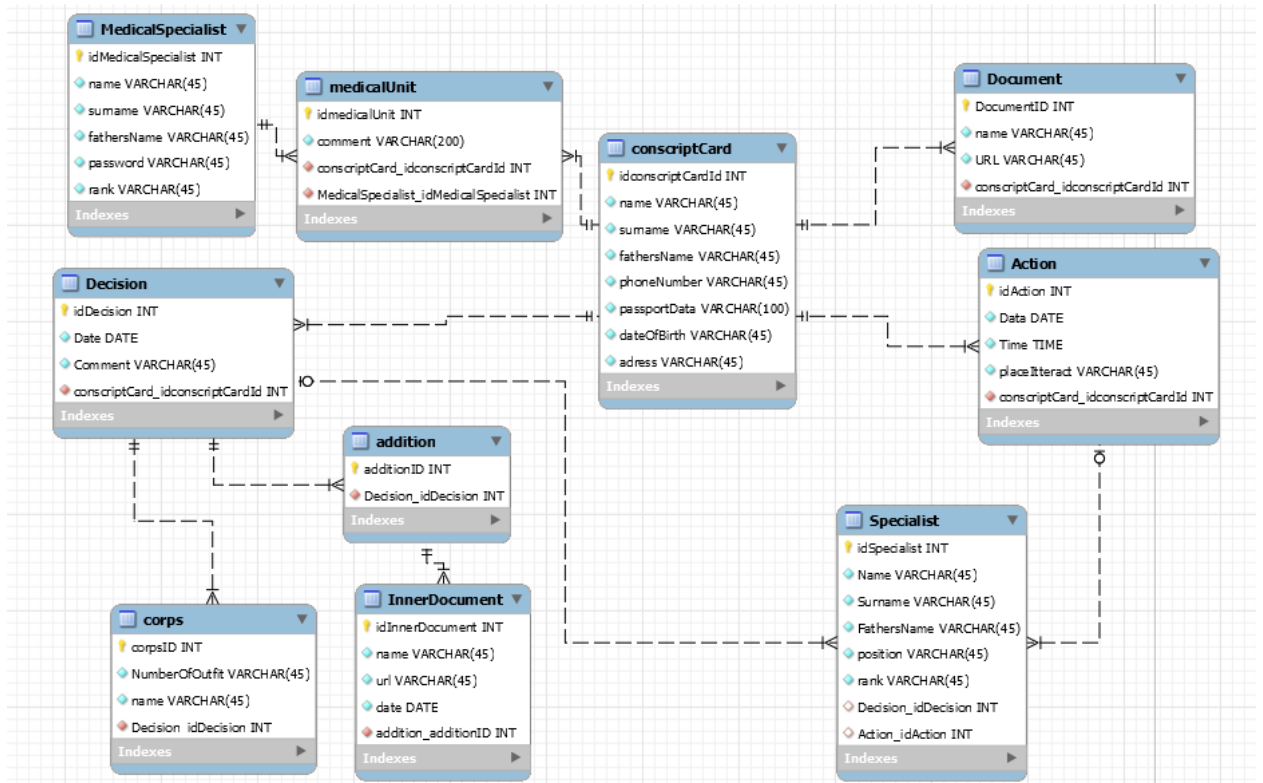 MedicalSpecialist
idMedicalSpecialist INT
name VARCHAR(45)
surname VARCHAR(45)
fathersName VARCHAR(45)
password VARCHAR(45)
rank VARCHAR(45)
Indexes
medicalUnit
idmedicalUnit INT
comment VARCHAR(200)
conscriptCard_idconscriptCardId INT
MedicalSpecialist_idMedicalSpecialist INT
Indexes
conscriptCard
idconscriptCardId INT
name VARCHAR(45)
surname VARCHAR(45)
fathersName VARCHAR(45)
phoneNumber VARCHAR(45)
passportData VARCHAR(100)
dateOfBirth VARCHAR(45)
adress VARCHAR(45)
Indexes
Document
DocumentID INT
name VARCHAR(45)
URL VARCHAR(45)
conscriptCard_idconscriptCardId INT
Indexes
Decision
idDecision INT
Date DATE
Comment VARCHAR(45)
conscriptCard_idconscriptCardId INT
Indexes
Action
idAction INT
Data DATE
Time TIME
placeItteract VARCHAR(45)
conscriptCard_idconscriptCardId INT
Indexes
addition
additionID INT
Decision_idDecision INT
Indexes
corps
corpsID INT
NumberOfOutfit VARCHAR(45)
name VARCHAR(45)
Decision_idDecision INT
Indexes
InnerDocument
idInnerDocument INT
name VARCHAR(45)
url VARCHAR(45)
date DATE
addition_additionID INT
Indexes
Specialist
idSpecialist INT
Name VARCHAR(45)
Surname VARCHAR(45)
FathersName VARCHAR(45)
position VARCHAR(45)
rank VARCHAR(45)
Decision_idDecision INT
Action_idAction INT
Indexes